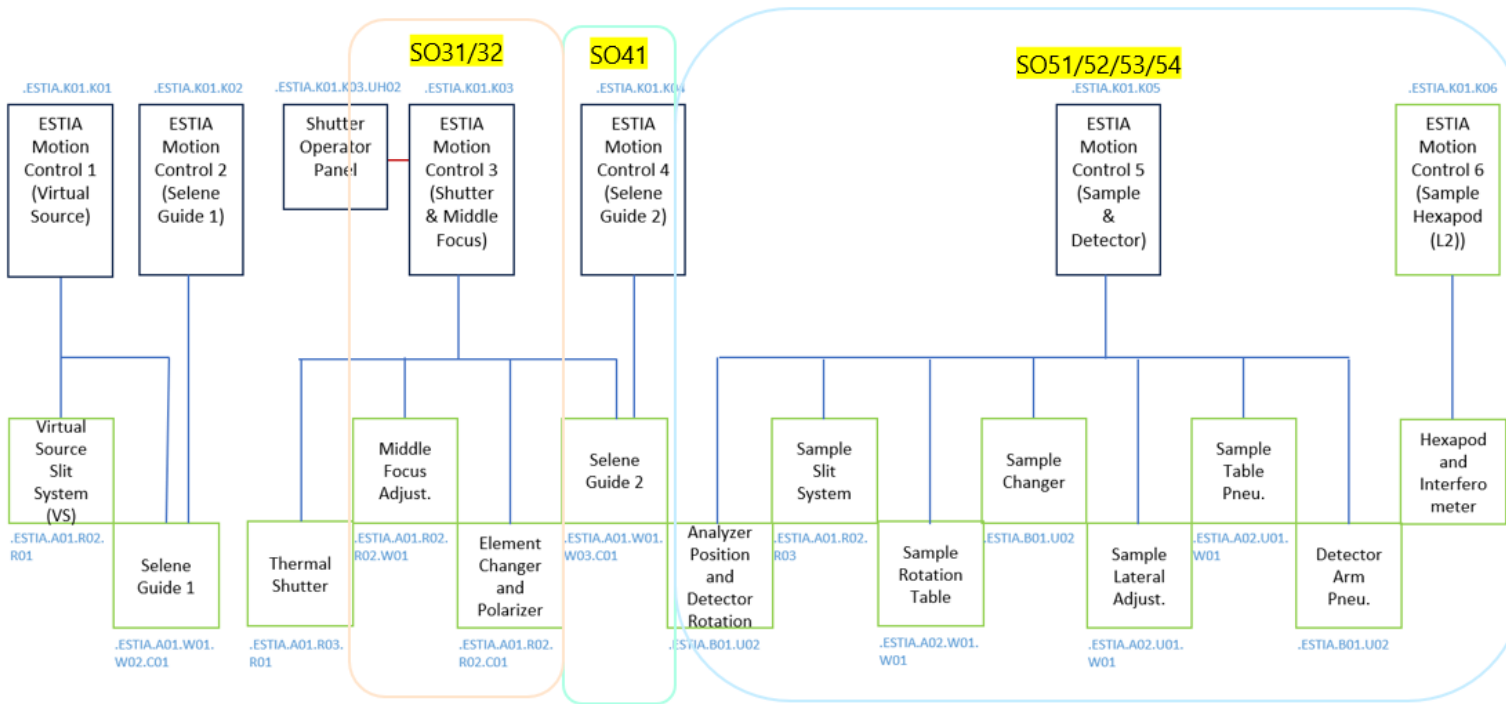 SO31/32
SO41
SO51/52/53/54
.ESTIA.K01.K01
.ESTIA.K01.K02
.ESTIA.K01.K03.UH02
.ESTIA.K01.K03
.ESTIA.K01.K04
.ESTIA.K01.K05
.ESTIA.K01.K06
ESTIA
Motion
Control 1
(Virtual
Source)
ESTIA
Motion
Control 2
(Selene
Guide 1)
Shutter
Operator
Panel
ESTIA
Motion
Control 3
(Shutter
& Middle
Focus)
ESTIA
Motion
Control 4
(Selene
Guide 2)
ESTIA
Motion
Control 5
(Sample
&
Detector)
ESTIA
Motion
Control 6
(Sample
Hexapod
(L2))
Virtual
Source
Slit
System
(VS)
.ESTIA.A01.R02.
R01
Selene
Guide 1
.ESTIA.A01.W01.
W02.C01
Thermal
Shutter
.ESTIA.A01.R03.
R01
Middle
Focus
Adjust.
.ESTIA.A01.R02.
R02.W01
Element
Changer
and
Polarizer
.ESTIA.A01.R02.
R02.C01
Selene
Guide 2
.ESTIA.A01.W01.
W03.C01
Analyzer
Position
and
Detector
Rotation
.ESTIA.B01.U02
Sample
Slit
System
.ESTIA.A01.R02.
R03
Sample
Rotation
Table
.ESTIA.A02.W01.
W01
Sample
Changer
.ESTIA.B01.U02
Sample
Lateral
Adjust.
.ESTIA.A02.U01.
W01
Sample
Table
Pneu.
.ESTIA.A02.U01.
W01
Detector
Arm
Pneu.
.ESTIA.B01.U02
Hexapod
and
Interfero
meter